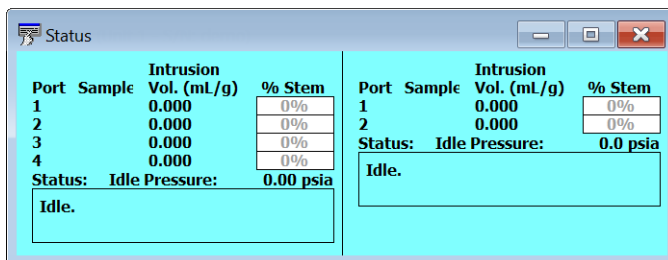 Status
Intrusion
Port Sample Vol. (mL/g) % Stem
1 0.000 0%
2 0.000 0%
3 0.000 0%
4 0.000 0%
Status: Idle Pressure: 0.00 psia
Idle.
Intrusion
Port Sample Vol. (mL/g) % Stem
1 0.000 0%
2 0.000 0%
Status: Idle Pressure: 0.0 psia
Idle.